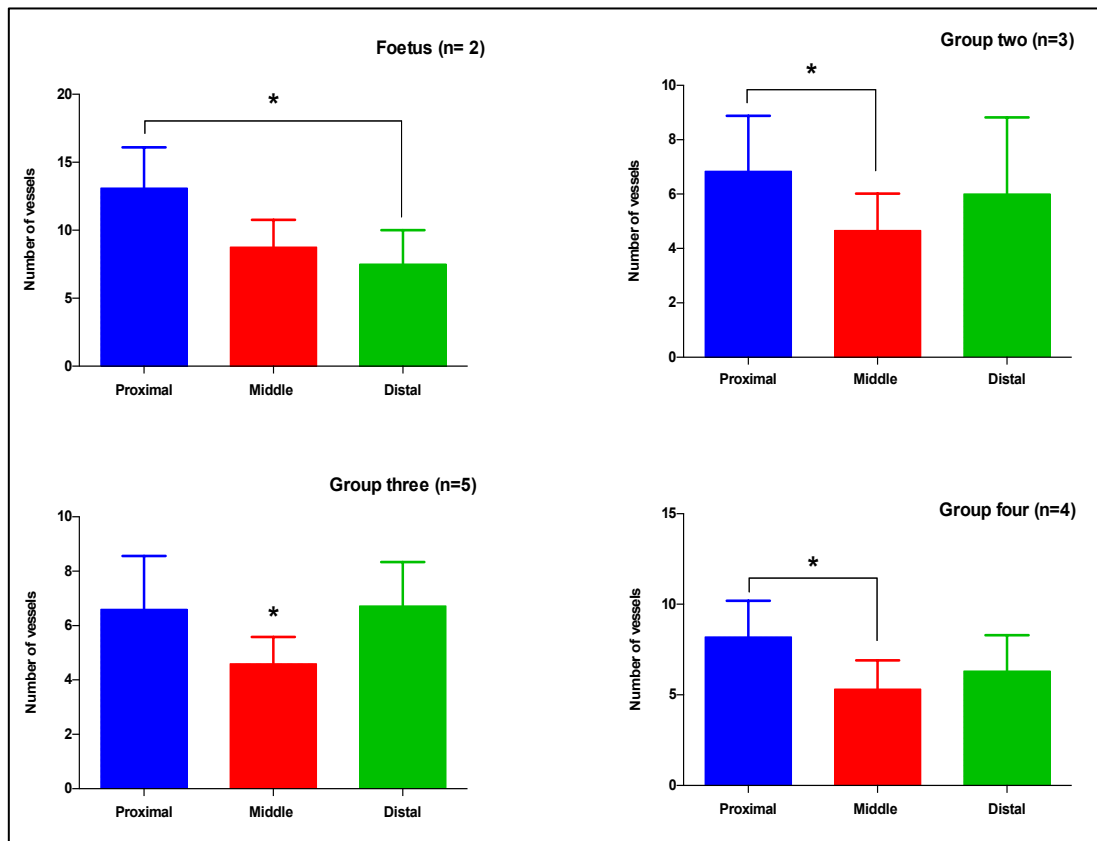 Foetus (n= 2)
*
Number of vessels
20
15
10
5
0
Proximal Middle Distal
Group two (n=3)
*
Number of vessels
10
8
6
4
2
0
Proximal Middle Distal
Group three (n=5)
*
Number of vessels
10
8
6
4
2
0
Proximal Middle Distal
Group four (n=4)
*
Number of vessels
15
10
5
0
Proximal Middle Distal